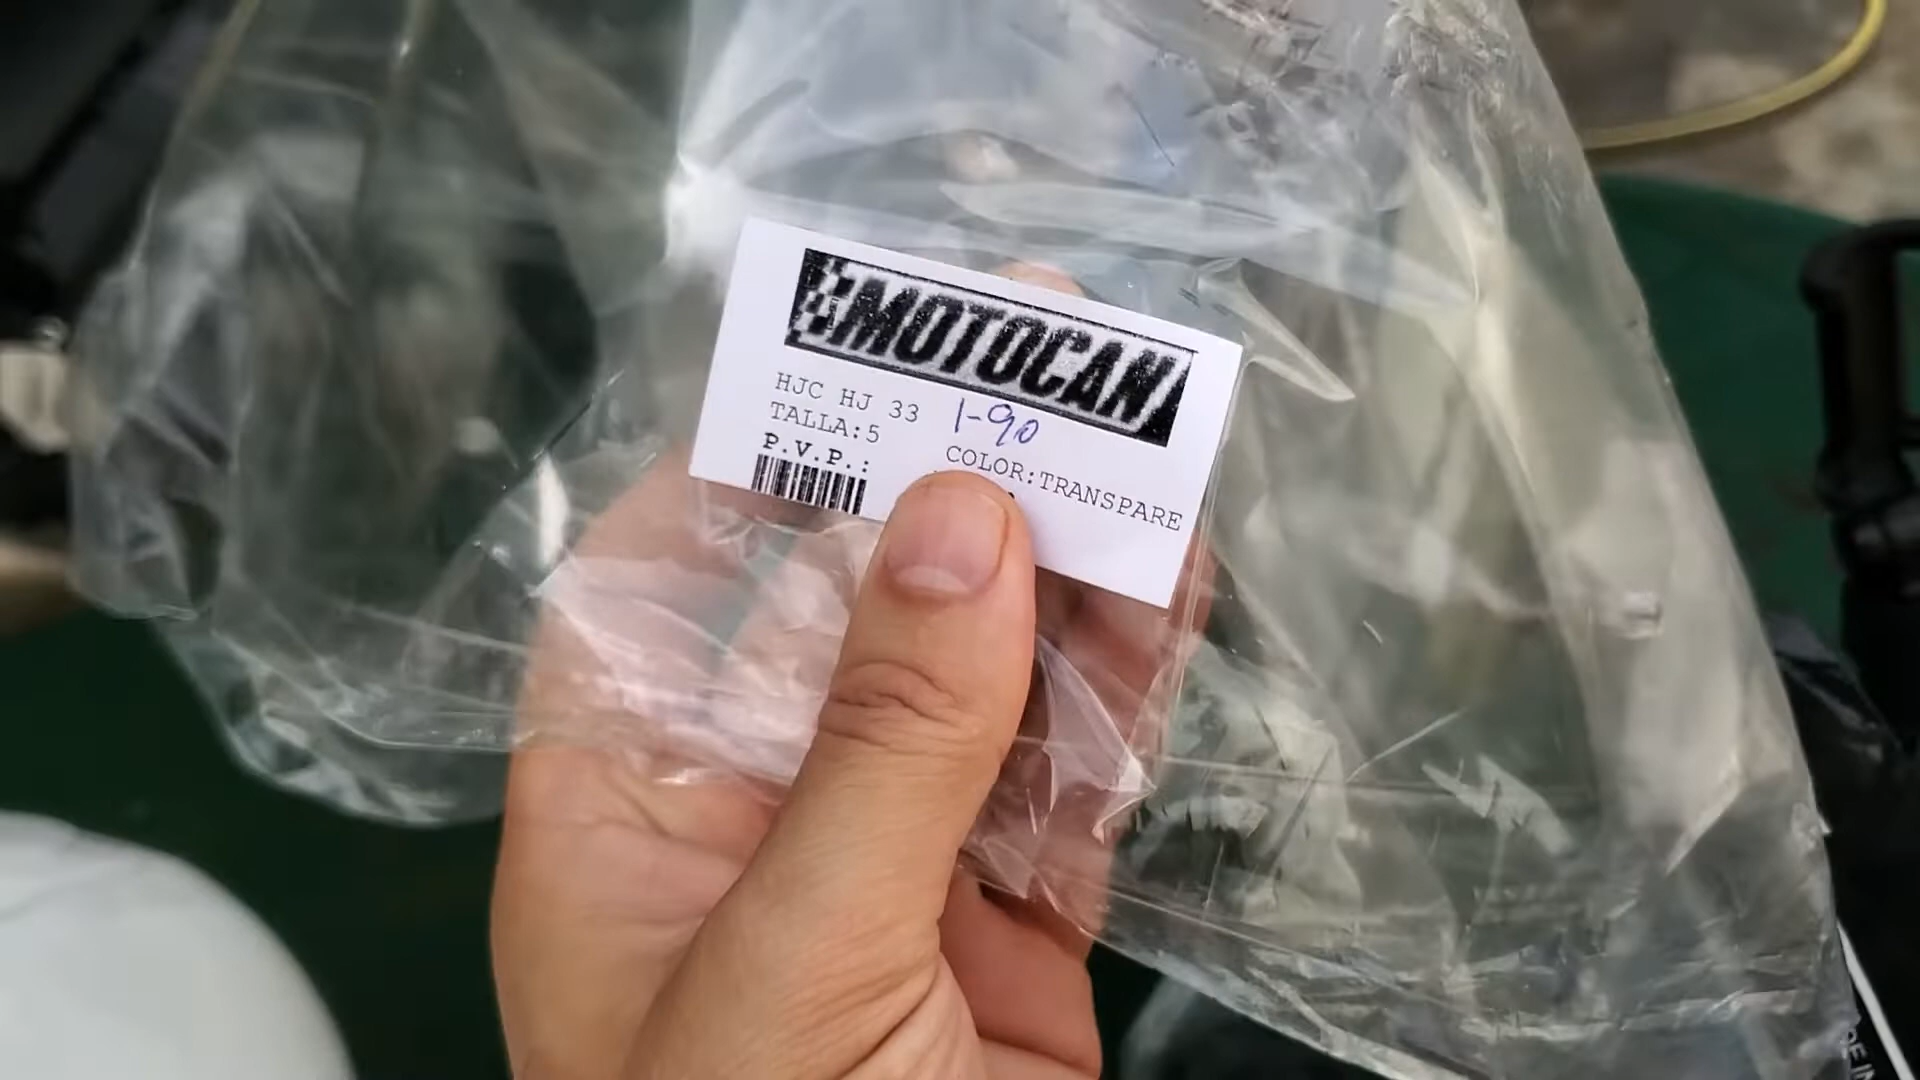 MOTOCAN
HJC HJ 33 1-90
TALLA:5
COLOR:TRANSPARE
P.V.P.: